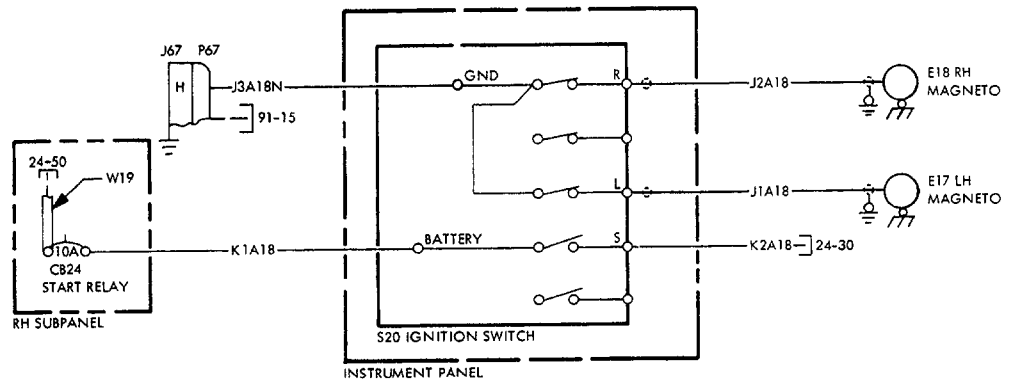 J67 P67
H
J3A18N
91-15
GND
R
J2A18
E18 RH
MAGNETO
24-50
W19
10A
CB24
START RELAY
RH SUBPANEL
K1A18
BATTERY
L
J1A18
E17 LH
MAGNETO
S
K2A18
24-30
S20 IGNITION SWITCH
INSTRUMENT PANEL